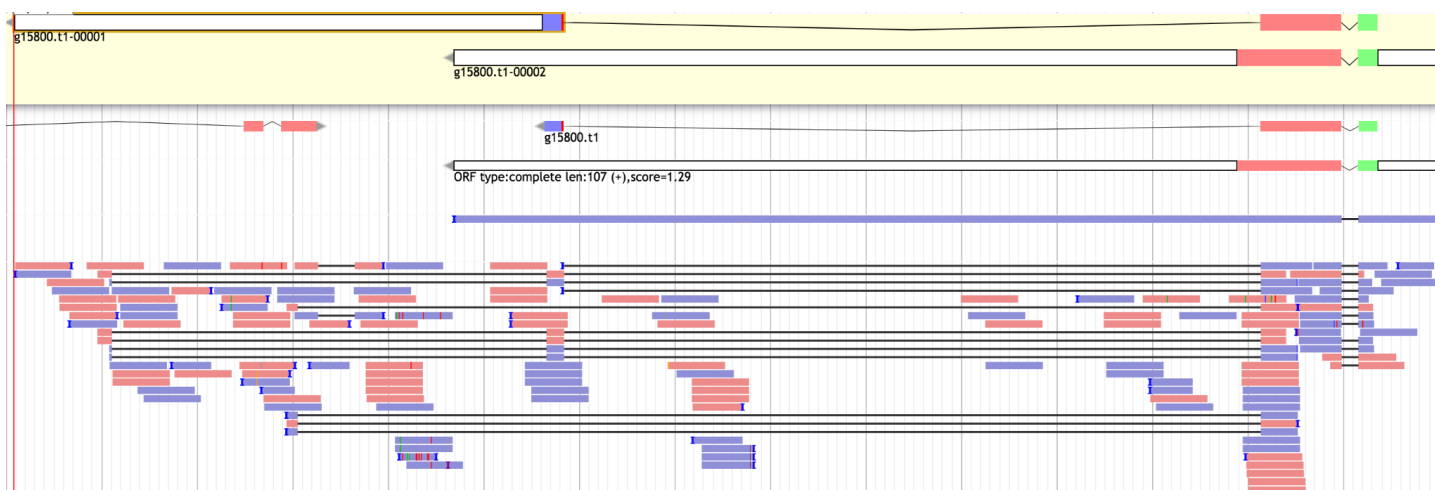 g15800.t1-00001
g15800.t1-00002
g15800.t1
ORF type:complete len:107 (+),score=1.29